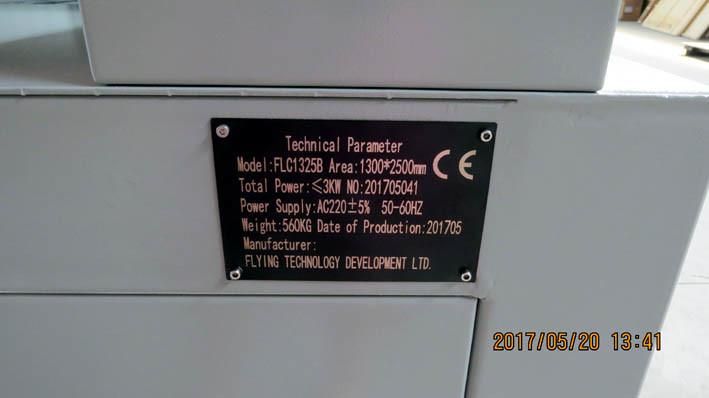 Technical Parameter
Model:FLC1325B Area:1300*2500mm CE
Total Power:≤3KW NO:201705041
Power Supply:AC220±5% 50-60HZ
Weight:560KG Date of Production:201705
Manufacturer:
FLYING TECHNOLOGY DEVELOPMENT LTD.
2017/05/20 13:41